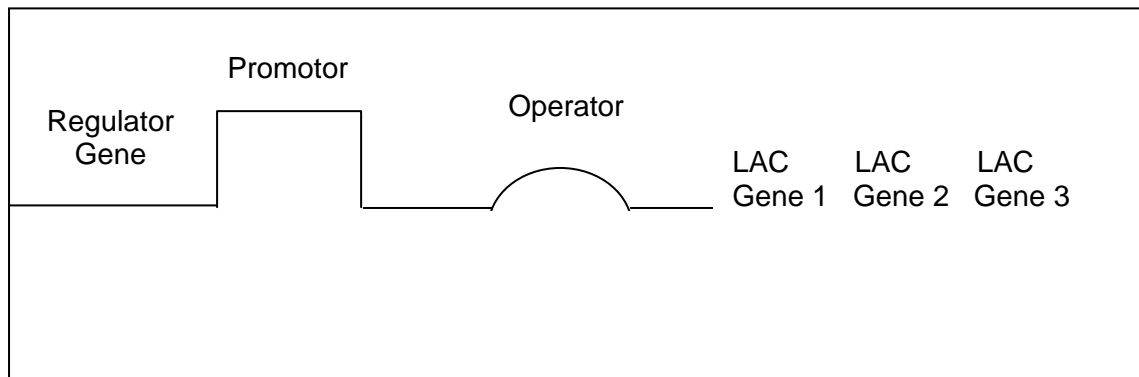 Promotor
Regulator
Gene
Operator
LAC LAC LAC
Gene 1 Gene 2 Gene 3